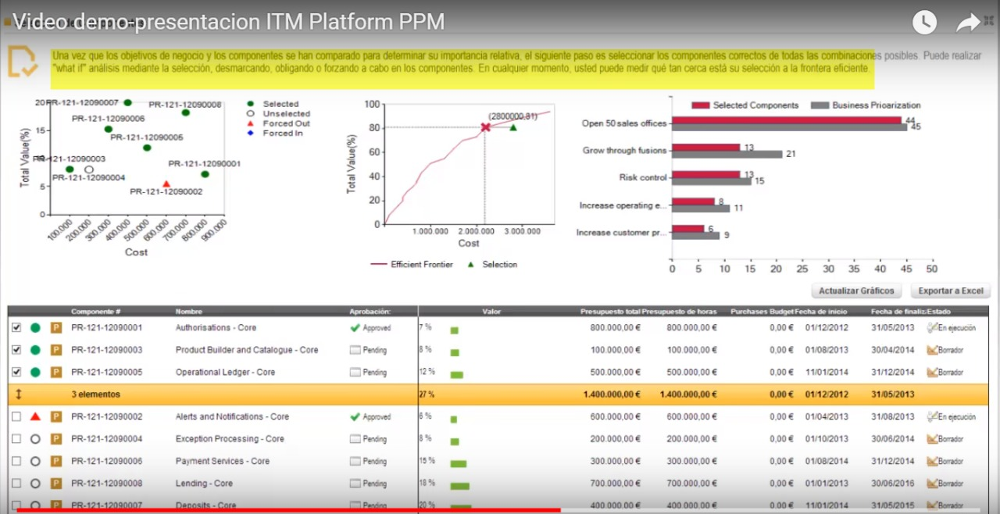 Video demo presentacion ITM Platform PPM
Una vez que los objetivos de negocio y los componentes se han comparado para determinar su importancia relativa, el siguiente paso es seleccionar los componentes correctos de todas las combinaciones posibles. Puede realizar
"what if" análisis mediante la selección, desmarcando, obligando o forzando a cabo en los componentes. En cualquier momento, usted puede medir qué tan cerca está su selección a la frontera eficiente.
Total Value(%)
20
15
5
0
PR-121-12090007
PR-121-12090008
PR-121-12090006
PR-121-12090005
PR-121-12090003
PR-121-12090001
PR-121-12090004
PR-121-12090002
100.000
200.000
300.000
400.000
500.000
600.000
700.000
800.000
900.000
Cost
Selected
Unselected
Forced Out
Forced In
Total Value(%)
100
80
60
40
20
0
(2800000,81)
1.000.000 2.000.000 3.000.000
Cost
Efficient Frontier Selection
Selected Components Business Prioarization
Open 50 sales offices 44
45
Grow through fusions 13
21
Risk control 13
15
Increase operating e... 8
11
Increase customer pr... 6
9
0 5 10 15 20 25 30 35 40 45 50
Actualizar Gráficos Exportar a Excel
Componente # Nombre Aprobación: Valor Presupuesto total Presupuesto de horas Purchases Budget Fecha de inicio Fecha de finaliz Estado
P PR-121-12090001 Authorisations - Core Approved 7 % 800.000,00 € 800.000,00 € 0,00 € 01/12/2012 31/05/2013 En ejecución
P PR-121-12090003 Product Builder and Catalogue - Core Pending 8 % 100.000,00 € 100.000,00 € 0,00 € 01/08/2013 30/04/2014 Borrador
P PR-121-12090005 Operational Ledger - Core Pending 12 % 500.000,00 € 500.000,00 € 0,00 € 11/01/2014 31/12/2014 Borrador
3 elementos 27 % 1.400.000,00 € 1.400.000,00 € 0,00 € 01/12/2012 31/05/2013
P PR-121-12090002 Alerts and Notifications - Core Approved 6 % 600.000,00 € 600.000,00 € 0,00 € 01/04/2013 31/08/2013 En ejecución
P PR-121-12090004 Exception Processing - Core Pending 8 % 200.000,00 € 200.000,00 € 0,00 € 01/10/2013 30/06/2014 Borrador
P PR-121-12090006 Payment Services - Core Pending 15 % 300.000,00 € 300.000,00 € 0,00 € 01/08/2014 31/12/2014 Borrador
P PR-121-12090008 Lending - Core Pending 18 % 700.000,00 € 700.000,00 € 0,00 € 01/01/2013 30/06/2016 Borrador
P PR-121-12090007 Deposits - Core Pending 20 % 400.000,00 € 400.000,00 € 0,00 € 11/01/2014 31/05/2015 Borrador